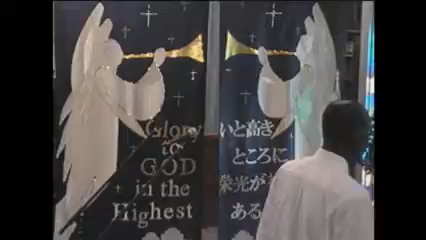 Glory
to
GOD
in the
Highest
いと高き
ところに
栄光が
ある